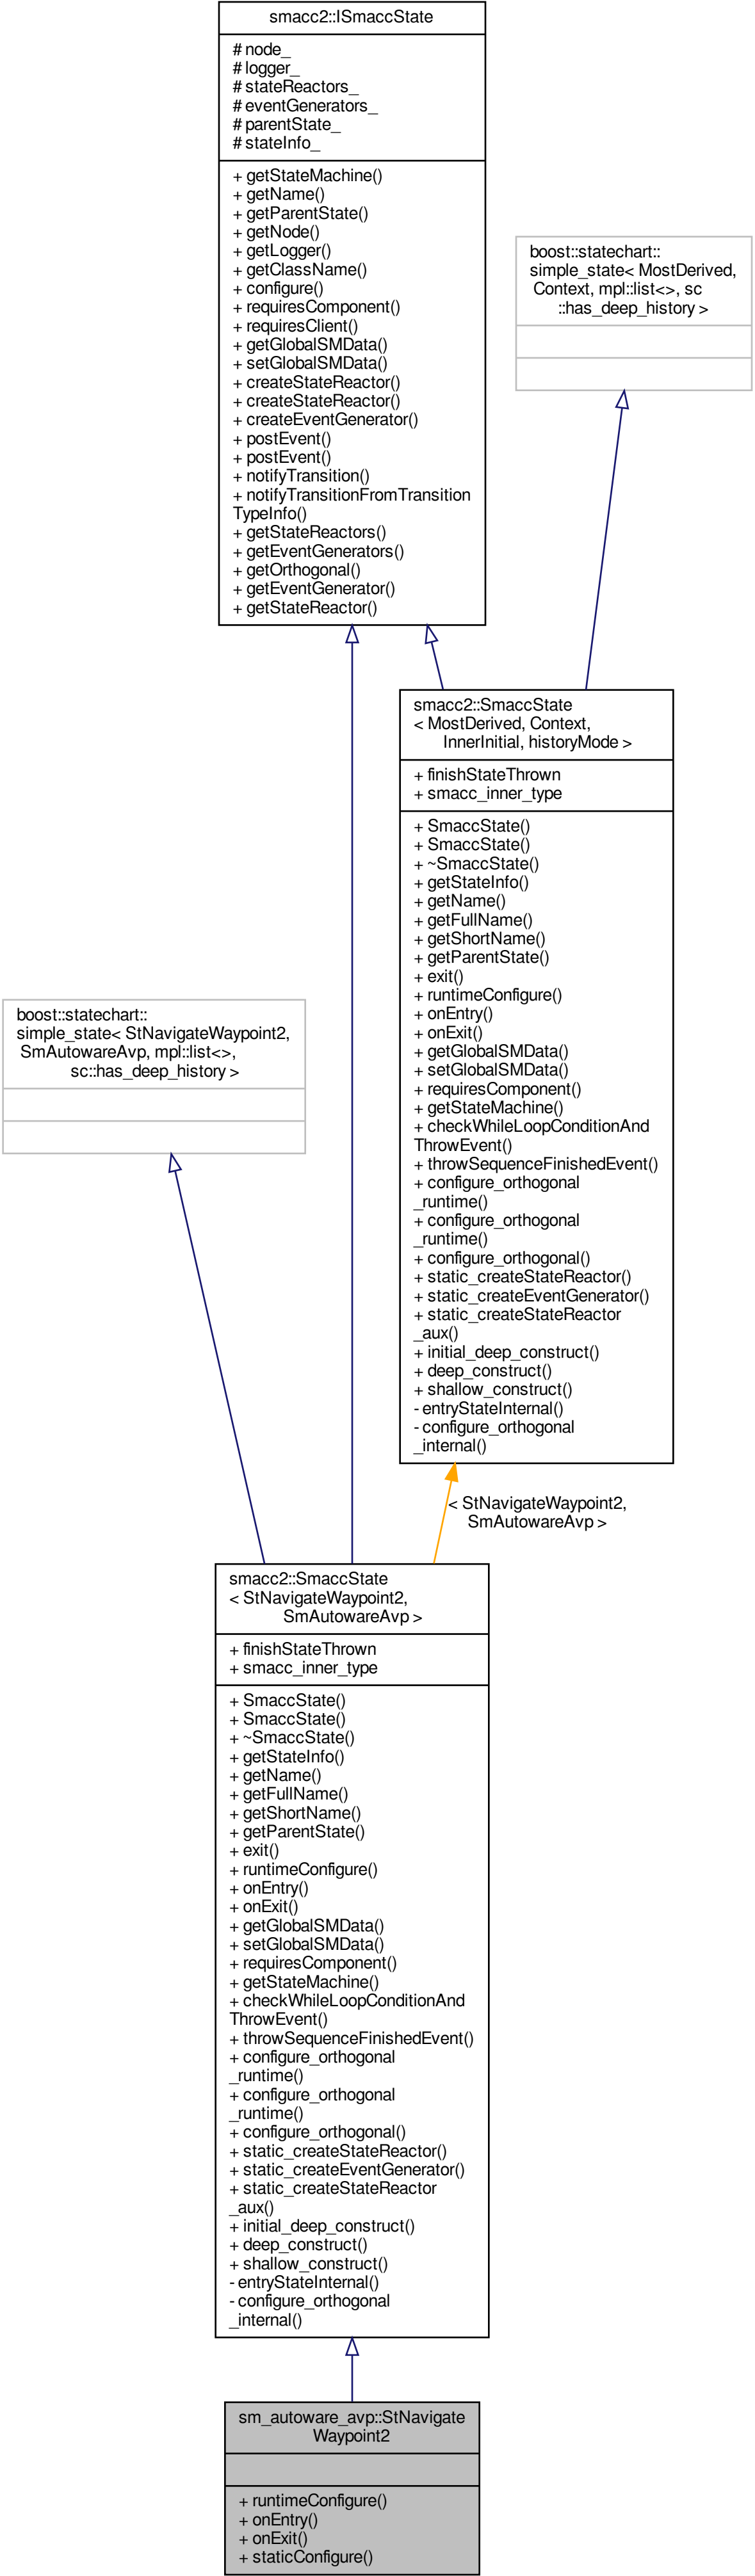 smacc2::ISmaccState
# node_
# logger_
# stateReactors_
# eventGenerators_
# parentState_
# stateInfo_
+ getStateMachine()
+ getName()
+ getParentState()
+ getNode()
+ getLogger()
+ getClassName()
+ configure()
+ requiresComponent()
+ requiresClient()
+ getGlobalSMData()
+ setGlobalSMData()
+ createStateReactor()
+ createStateReactor()
+ createEventGenerator()
+ postEvent()
+ postEvent()
+ notifyTransition()
+ notifyTransitionFromTransition
TypeInfo()
+ getStateReactors()
+ getEventGenerators()
+ getOrthogonal()
+ getEventGenerator()
+ getStateReactor()
boost::statechart::
simple_state< MostDerived,
Context, mpl::list<>, sc
::has_deep_history >
smacc2::SmaccState
< MostDerived, Context,
InnerInitial, historyMode >
+ finishStateThrown
+ smacc_inner_type
+ SmaccState()
+ SmaccState()
+ ~SmaccState()
+ getStateInfo()
+ getName()
+ getFullName()
+ getShortName()
+ getParentState()
+ exit()
+ runtimeConfigure()
+ onEntry()
+ onExit()
+ getGlobalSMData()
+ setGlobalSMData()
+ requiresComponent()
+ getStateMachine()
+ checkWhileLoopConditionAnd
ThrowEvent()
+ throwSequenceFinishedEvent()
+ configure_orthogonal
_runtime()
+ configure_orthogonal
_runtime()
+ configure_orthogonal()
+ static_createStateReactor()
+ static_createEventGenerator()
+ static_createStateReactor
_aux()
+ initial_deep_construct()
+ deep_construct()
+ shallow_construct()
- entryStateInternal()
- configure_orthogonal
_internal()
boost::statechart::
simple_state< StNavigateWaypoint2,
SmAutowareAvp, mpl::list<>,
sc::has_deep_history >
< StNavigateWaypoint2,
SmAutowareAvp >
smacc2::SmaccState
< StNavigateWaypoint2,
SmAutowareAvp >
+ finishStateThrown
+ smacc_inner_type
+ SmaccState()
+ SmaccState()
+ ~SmaccState()
+ getStateInfo()
+ getName()
+ getFullName()
+ getShortName()
+ getParentState()
+ exit()
+ runtimeConfigure()
+ onEntry()
+ onExit()
+ getGlobalSMData()
+ setGlobalSMData()
+ requiresComponent()
+ getStateMachine()
+ checkWhileLoopConditionAnd
ThrowEvent()
+ throwSequenceFinishedEvent()
+ configure_orthogonal
_runtime()
+ configure_orthogonal
_runtime()
+ configure_orthogonal()
+ static_createStateReactor()
+ static_createEventGenerator()
+ static_createStateReactor
_aux()
+ initial_deep_construct()
+ deep_construct()
+ shallow_construct()
- entryStateInternal()
- configure_orthogonal
_internal()
sm_autoware_avp::StNavigate
Waypoint2
+ runtimeConfigure()
+ onEntry()
+ onExit()
+ staticConfigure()